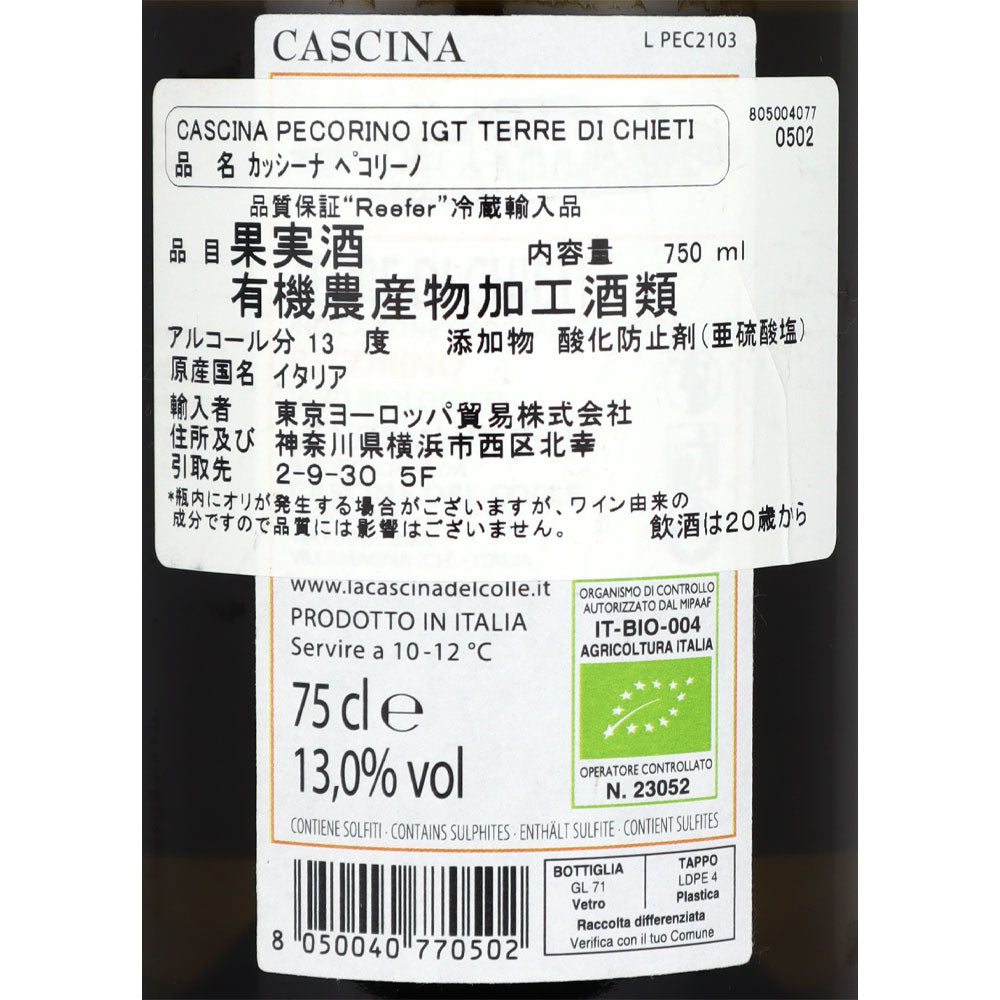 CASCINA
L PEC2103
CASCINA PECORINO IGT TERRE DI CHIETI
品 名 カッシーナ ペコリーノ
805004077
0502
品質保証“Reefer”冷蔵輸入品
品 目 果実酒 内容量 750 ml
有機農産物加工酒類
アルコール分 13 度 添加物 酸化防止剤(亜硫酸塩)
原産国名 イタリア
輸入者 東京ヨーロッパ貿易株式会社
住所及び 神奈川県横浜市西区北幸
引取先 2-9-30 5F
*瓶内にオリが発生する場合がございますが、ワイン由来の
成分ですので品質には影響はございません。
飲酒は20歳から
www.lacascinadelcolle.it
PRODOTTO IN ITALIA
Servire a 10-12 °C
75 cl e
13,0% vol
ORGANISMO DI CONTROLLO
AUTORIZZATO DAL MIPAAF
IT-BIO-004
AGRICOLTURA ITALIA
OPERATORE CONTROLLATO
N. 23052
CONTIENE SOLFITI · CONTAINS SULPHITES · ENTHÄLT SULFITE · CONTIENT SULFITES
8 050040 770502
BOTTIGLIA
GL 71
Vetro
TAPPO
LDPE 4
Plastica
Raccolta differenziata
Verifica con il tuo Comune